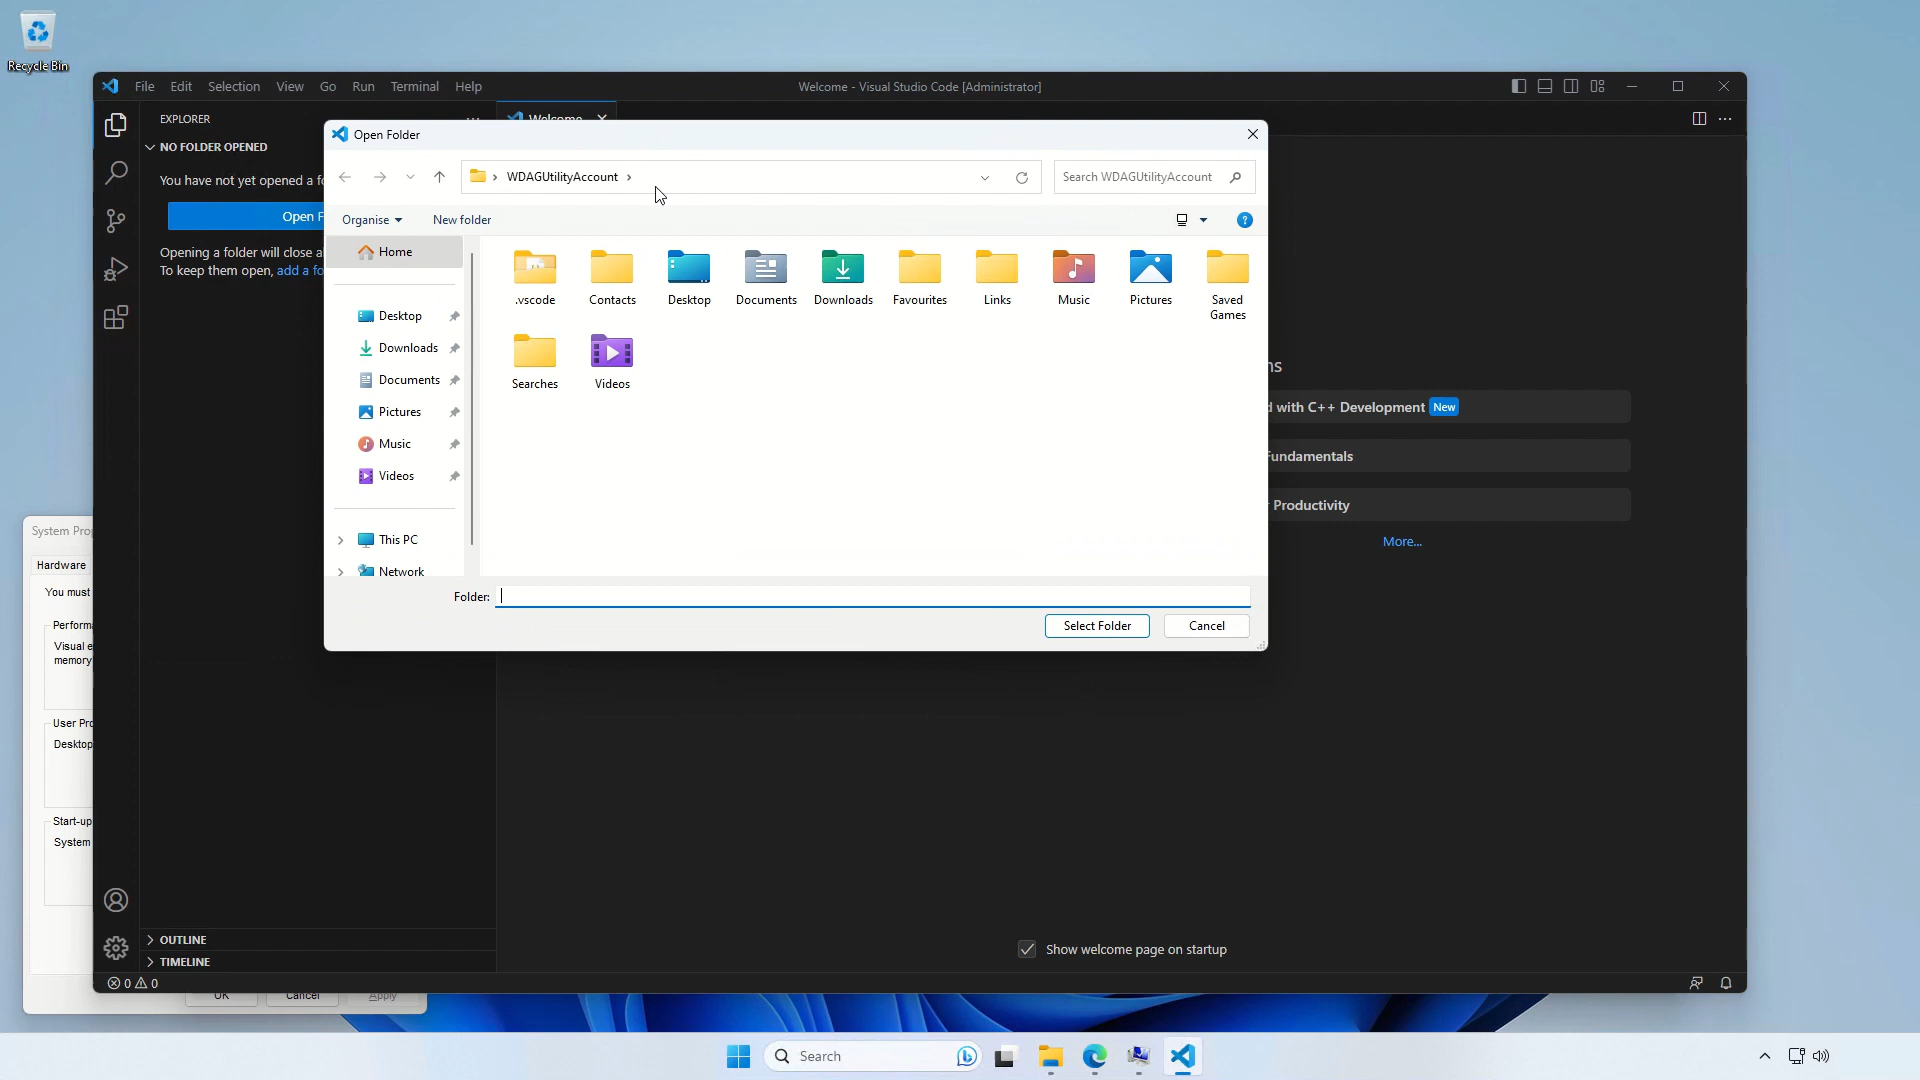 Recycle Bin
File Edit Selection View Go Run Terminal Help
Welcome - Visual Studio Code [Administrator]
EXPLORER
Welcome
NO FOLDER OPENED
You have not yet opened a fo
Open F
Opening a folder will close a
To keep them open, add a fo
Open Folder
WDAGUtilityAccount
Search WDAGUtilityAccount
Organise
New folder
Home
Desktop
Downloads
Documents
Pictures
Music
Videos
This PC
Network
.vscode
Contacts
Desktop
Documents
Downloads
Favourites
Links
Music
Pictures
Saved
Games
Searches
Videos
Folder:
Select Folder
Cancel
ns
d with C++ Development New
Fundamentals
Productivity
More...
Show welcome page on startup
OUTLINE
TIMELINE
0 0
System Prop
Hardware
You must
Performa
Visual e
memory
User Pro
Desktop
Start-up
System
OK
Cancel
Apply
Search